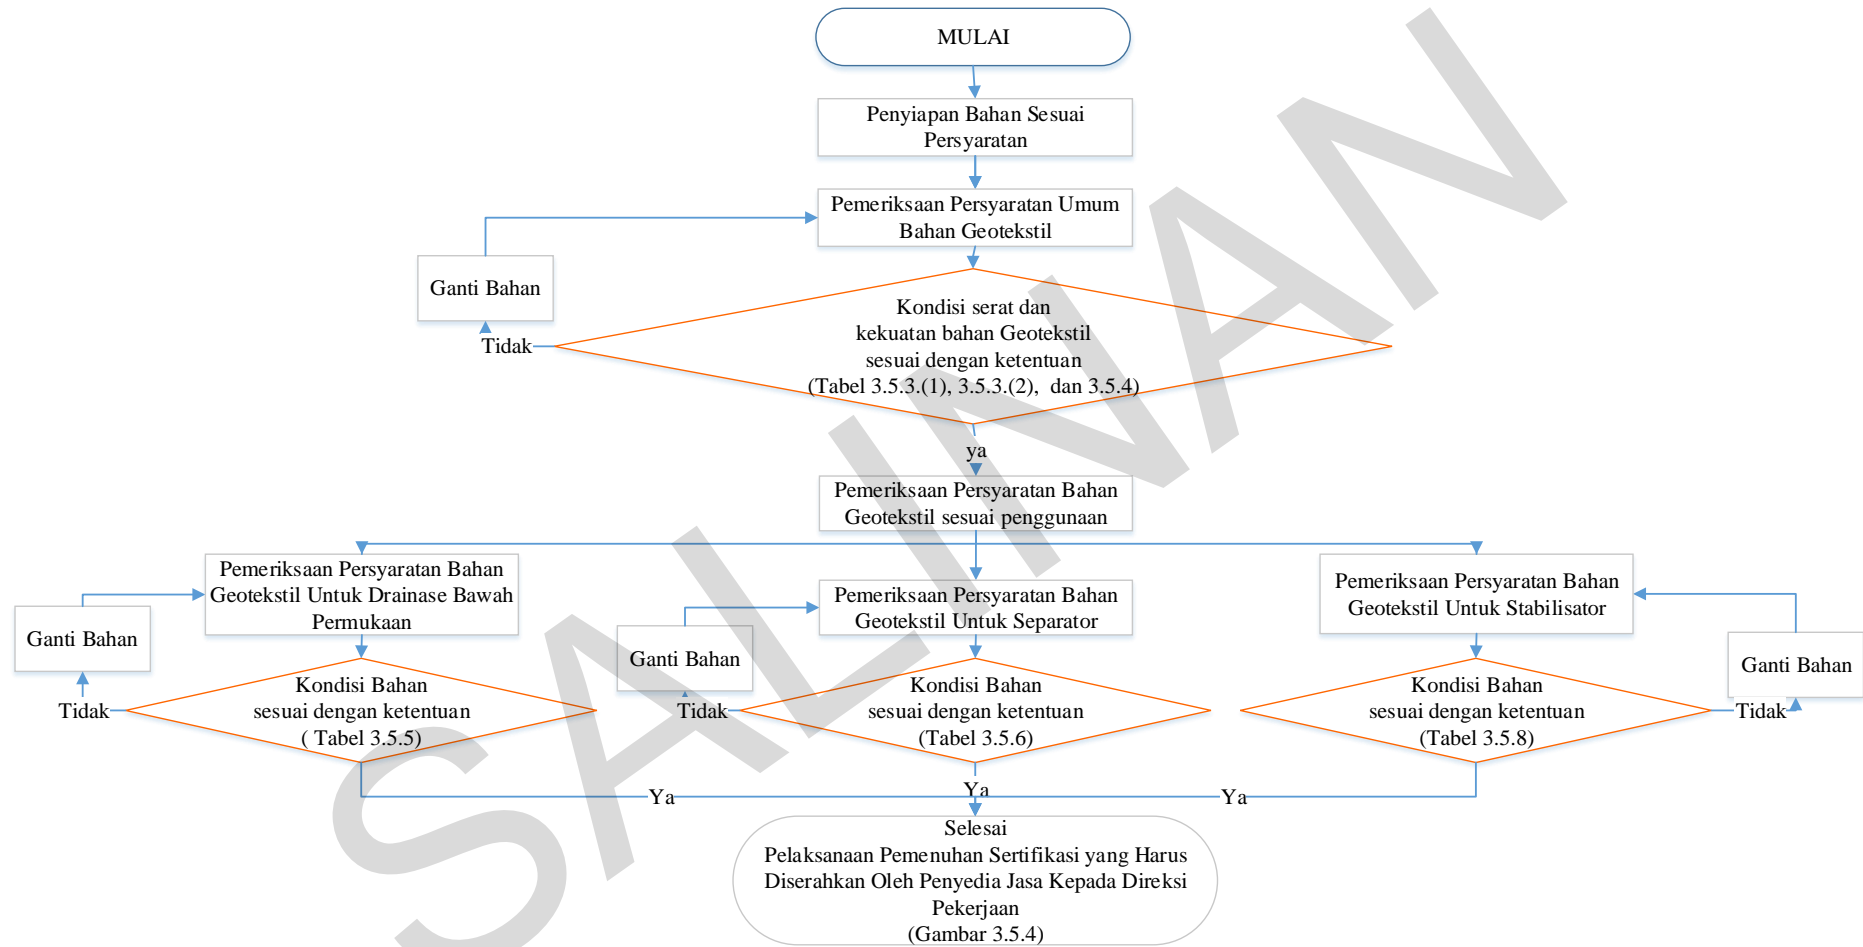 MULAI
Penyiapan Bahan Sesuai
Persyaratan
Pemeriksaan Persyaratan Umum
Bahan Geotekstil
Ganti Bahan
Kondisi serat dan
kekuatan bahan Geotekstil
sesuai dengan ketentuan
(Tabel 3.5.3.(1), 3.5.3.(2), dan 3.5.4)
Tidak
ya
Pemeriksaan Persyaratan Bahan
Geotekstil sesuai penggunaan
Pemeriksaan Persyaratan Bahan
Geotekstil Untuk Drainase Bawah
Permukaan
Ganti Bahan
Kondisi Bahan
sesuai dengan ketentuan
( Tabel 3.5.5)
Tidak
Ya
Pemeriksaan Persyaratan Bahan
Geotekstil Untuk Separator
Ganti Bahan
Kondisi Bahan
sesuai dengan ketentuan
(Tabel 3.5.6)
Tidak
Ya
Pemeriksaan Persyaratan Bahan
Geotekstil Untuk Stabilisator
Ganti Bahan
Kondisi Bahan
sesuai dengan ketentuan
(Tabel 3.5.8)
Tidak
Ya
Selesai
Pelaksanaan Pemenuhan Sertifikasi yang Harus
Diserahkan Oleh Penyedia Jasa Kepada Direksi
Pekerjaan
(Gambar 3.5.4)
SALINAN